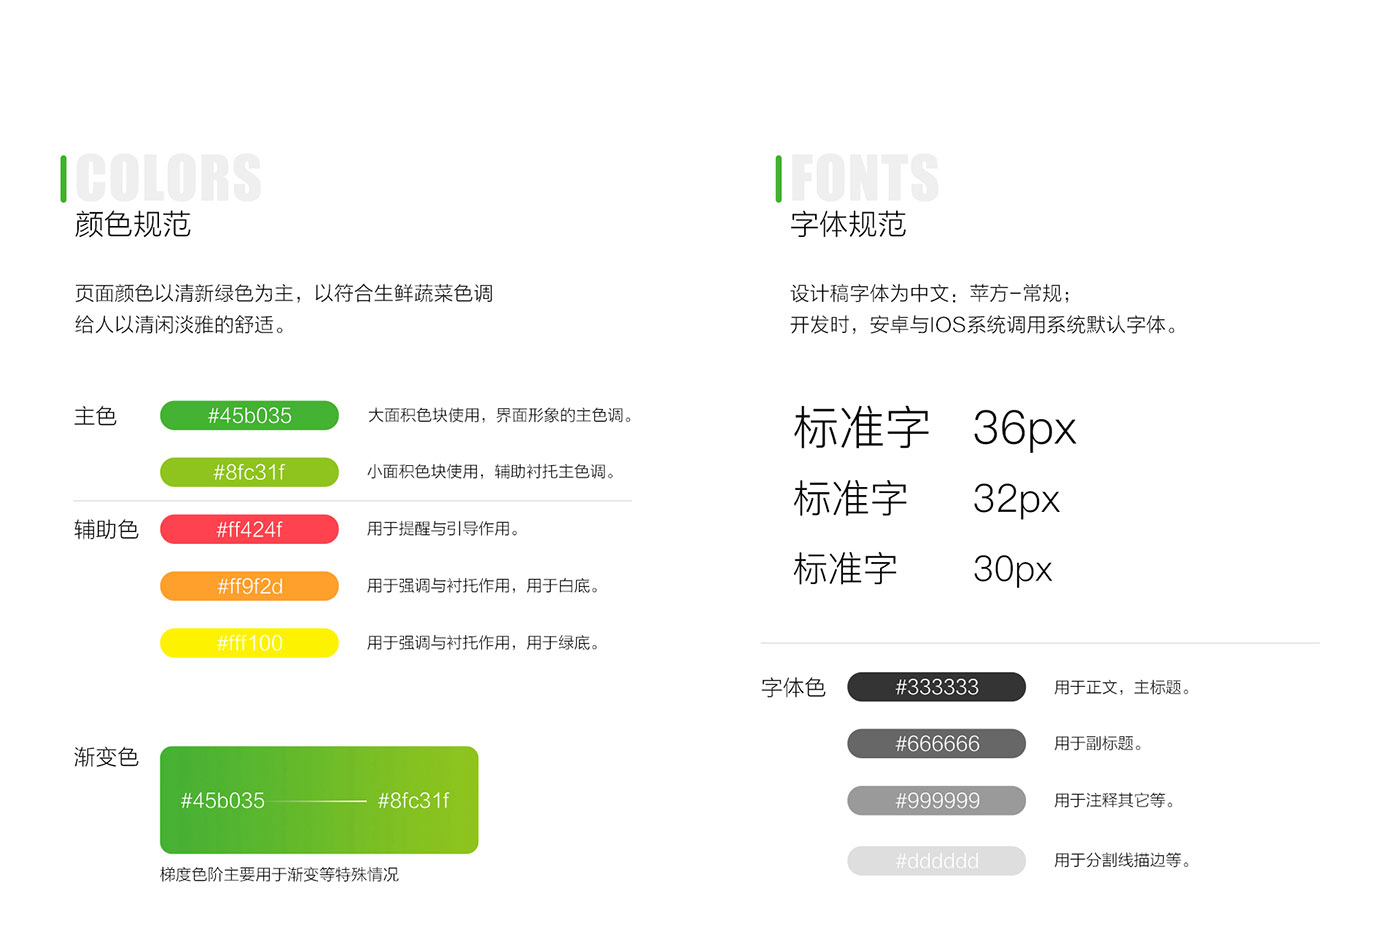 COLORS
颜色规范
页面颜色以清新绿色为主，以符合生鲜蔬菜色调
给人以清闲淡雅的舒适。
主色 #45b035 大面积色块使用，界面形象的主色调。
#8fc31f 小面积色块使用，辅助衬托主色调。
辅助色 #ff424f 用于提醒与引导作用。
#ff9f2d 用于强调与衬托作用，用于白底。
#fff100 用于强调与衬托作用，用于绿底。
渐变色
#45b035 #8fc31f
梯度色阶主要用于渐变等特殊情况
FONTS
字体规范
设计稿字体为中文：苹方-常规；
开发时，安卓与IOS系统调用系统默认字体。
标准字 36px
标准字 32px
标准字 30px
字体色 #333333 用于正文，主标题。
#666666 用于副标题。
#999999 用于注释其它等。
#dddddd 用于分割线描边等。